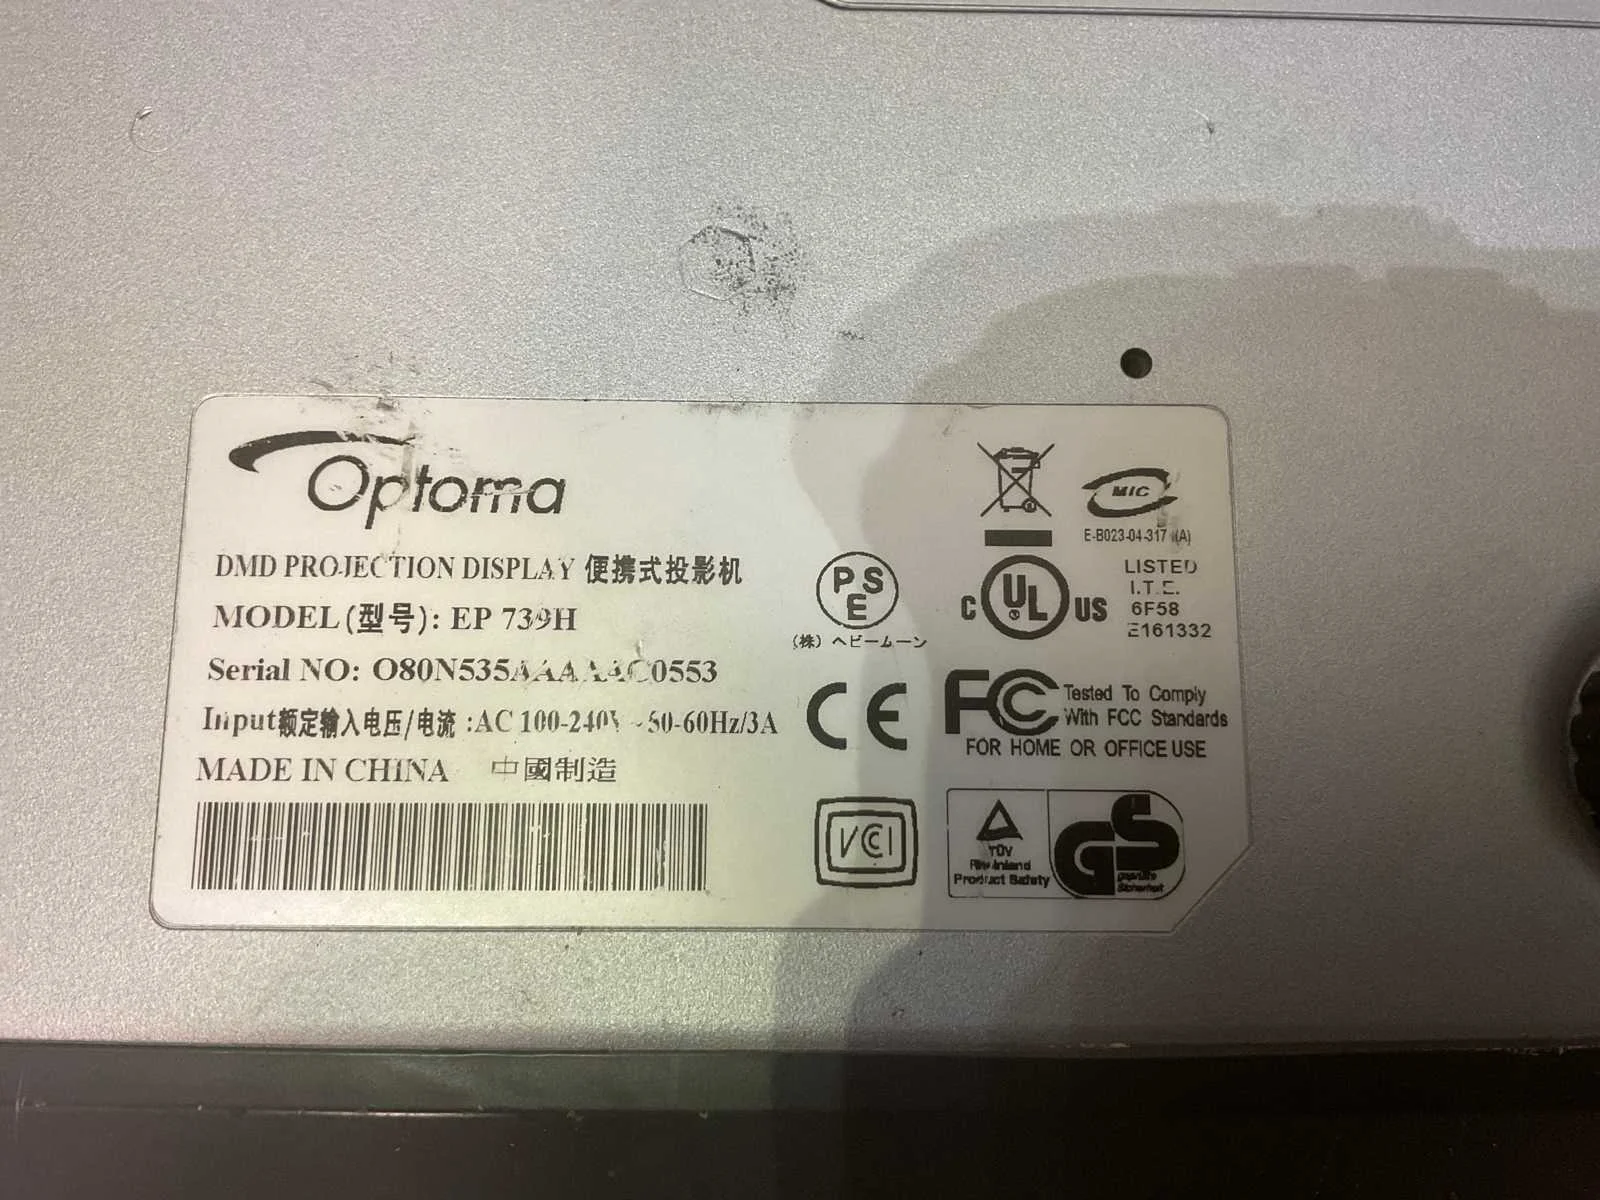 Optoma
DMD PROJECTION DISPLAY 便携式投影机
MODEL(型号): EP 739H
Serial NO: O80N535AAAAAAC0553
Input额定输入电压/电流 :AC 100-240V ~ 50-60Hz/3A
MADE IN CHINA 中國制造
PSE
(株) ヘビームーン
MIC
E-B023-04-317 (A)
C UL US
LISTED
I.T.E.
6F58
E161332
CE
FC Tested To Comply
With FCC Standards
FOR HOME OR OFFICE USE
VCCI
TÜV
Rheinland
Product Safety
GS
geprüfte
Sicherheit